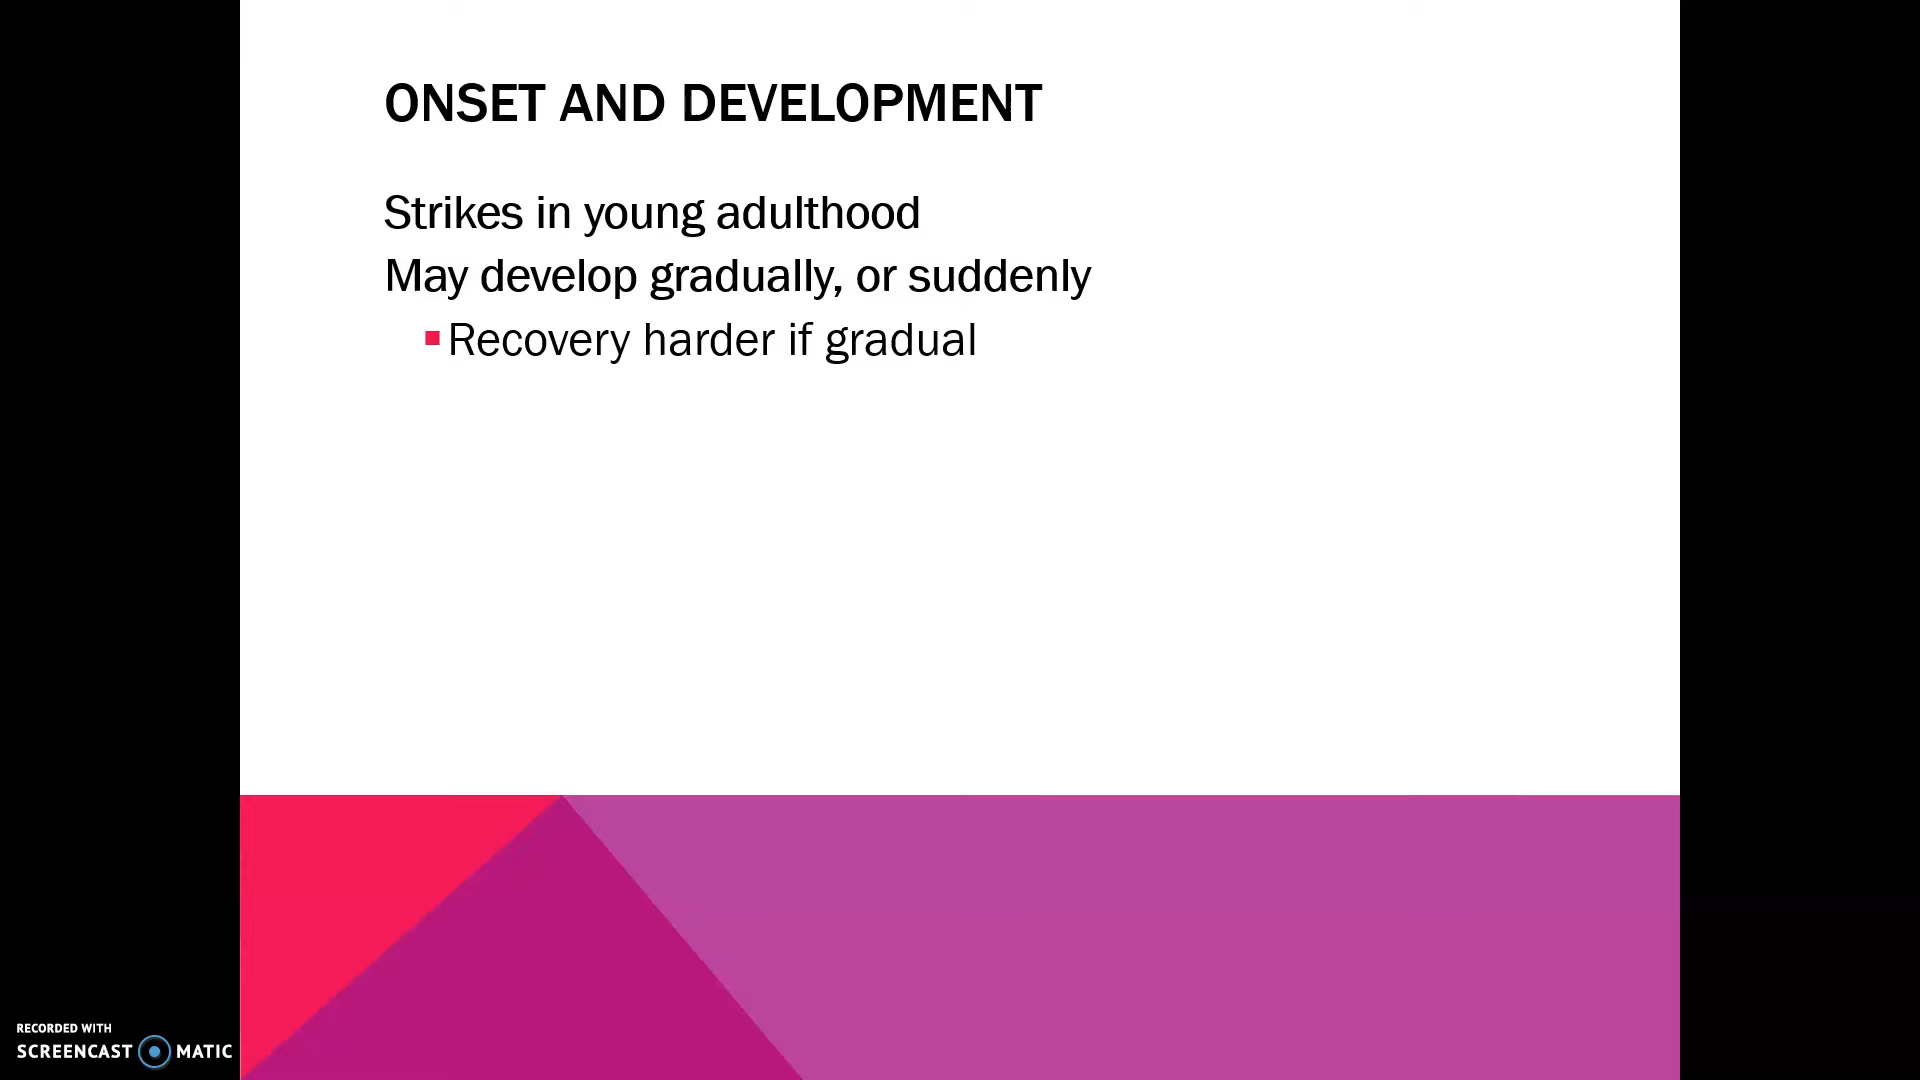 ONSET AND DEVELOPMENT
Strikes in young adulthood
May develop gradually, or suddenly
Recovery harder if gradual
RECORDED WITH
SCREENCAST MATIC